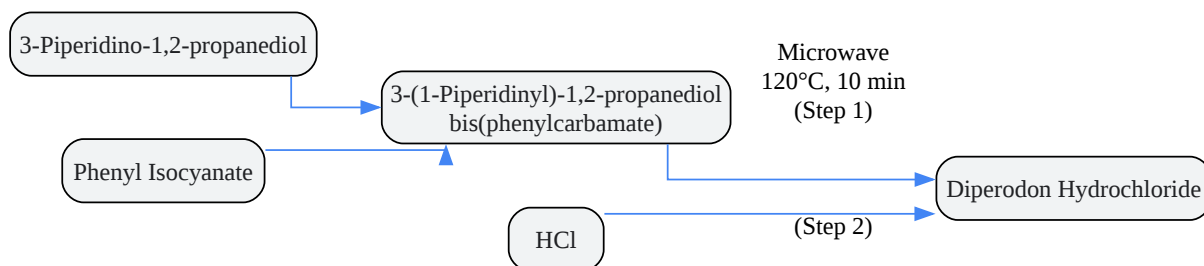 3-Piperidino-1,2-propanediol
Microwave
120°C, 10 min
(Step 1)
3-(1-Piperidinyl)-1,2-propanediol
bis(phenylcarbamate)
Phenyl Isocyanate
Diperodon Hydrochloride
HCl
(Step 2)